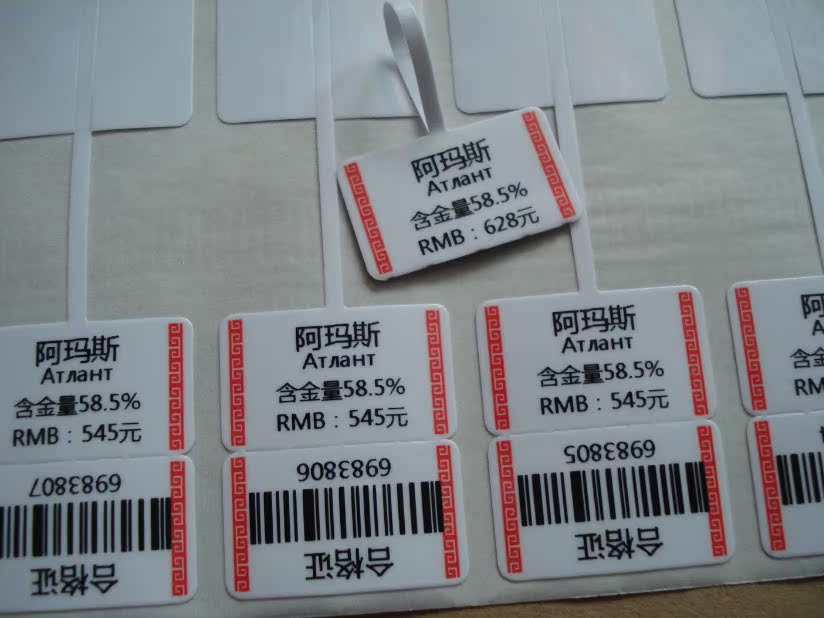 阿玛斯
Атлант
含金量58.5%
RMB：628元
阿玛斯
Атлант
含金量58.5%
RMB：545元
6983807
合格证
阿玛斯
Атлант
含金量58.5%
RMB：545元
6983806
合格证
阿玛斯
Атлант
含金量58.5%
RMB：545元
6983805
合格证